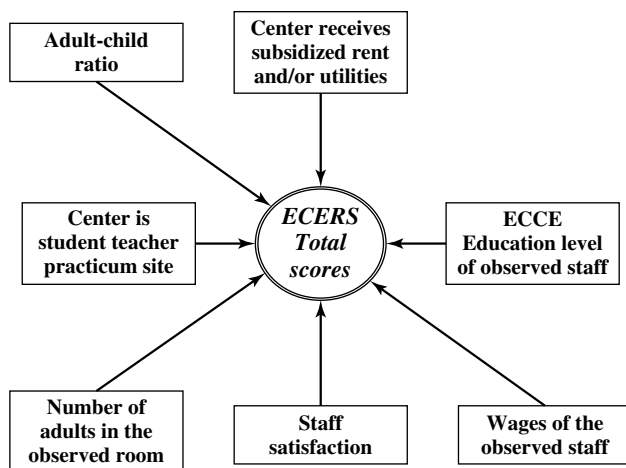 Adult-child
ratio
Center receives
subsidized rent
and/or utilities
Center is
student teacher
practicum site
ECERS
Total
scores
ECCE
Education level
of observed staff
Number of
adults in the
observed room
Staff
satisfaction
Wages of the
observed staff